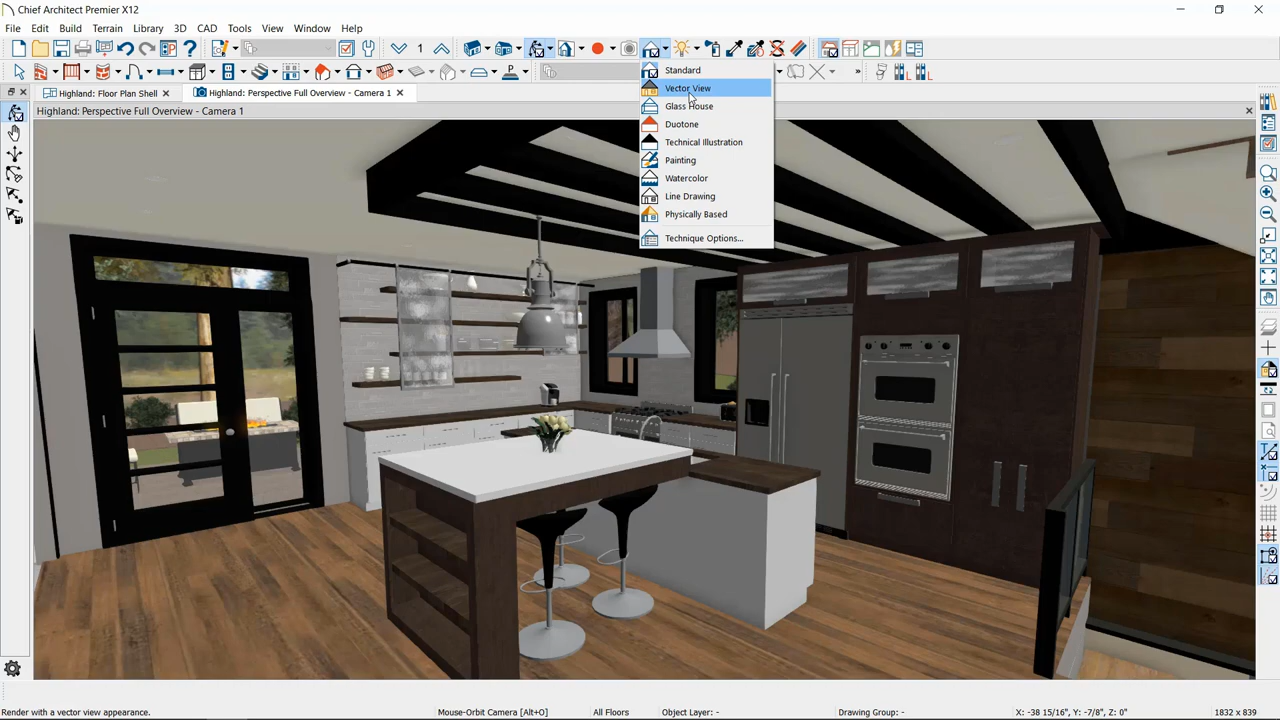 Chief Architect Premier X12
File Edit Build Terrain Library 3D CAD Tools View Window Help
1
Highland: Floor Plan Shell
Highland: Perspective Full Overview - Camera 1
Highland: Perspective Full Overview - Camera 1
Standard
Vector View
Glass House
Duotone
Technical Illustration
Painting
Watercolor
Line Drawing
Physically Based
Technique Options...
Render with a vector view appearance. Mouse-Orbit Camera [Alt+O] All Floors Object Layer: - Drawing Group: - X: -38 15/16", Y: -7/8", Z: 0" 1832 x 839